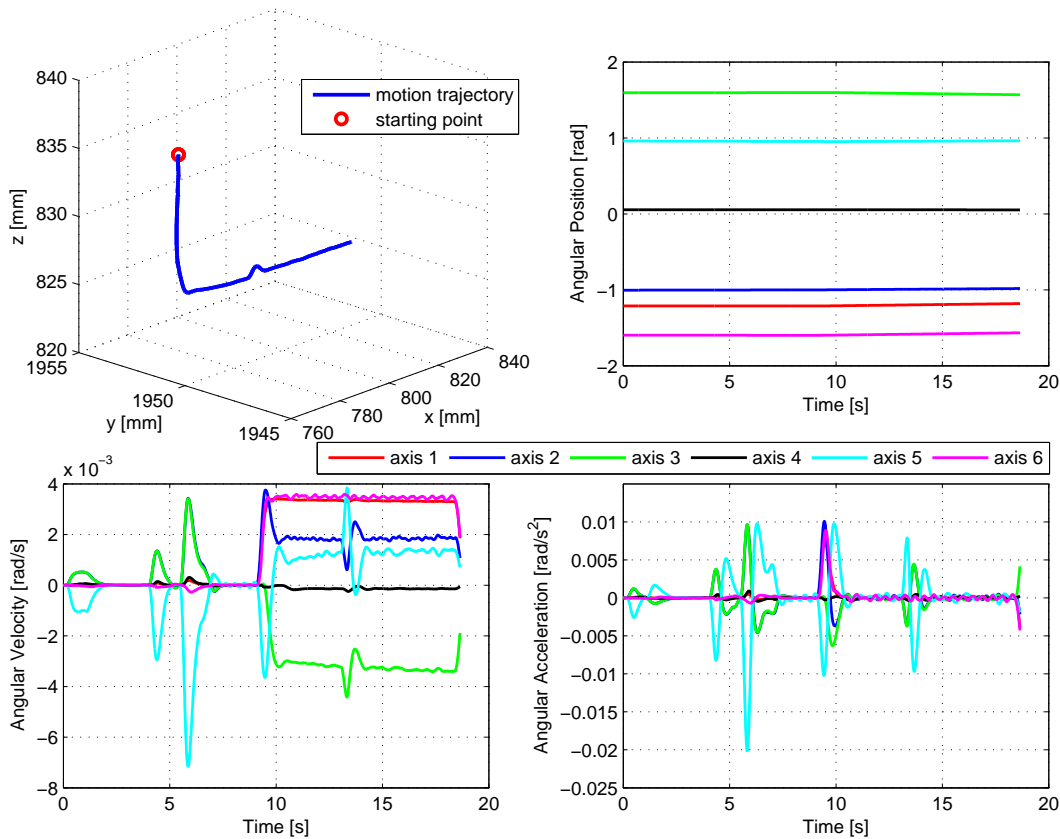 840
835
830
825
820
1955
1950
1945
760
780
800
820
840
z [mm]
y [mm]
x [mm]
motion trajectory
starting point
2
1
0
−1
−2
0
5
10
15
20
Angular Position [rad]
Time [s]
axis 1
axis 2
axis 3
axis 4
axis 5
axis 6
x 10−3
4
2
0
−2
−4
−6
−8
0
5
10
15
20
Angular Velocity [rad/s]
Time [s]
0.01
0.005
0
−0.005
−0.01
−0.015
−0.02
−0.025
0
5
10
15
20
Angular Acceleration [rad/s2]
Time [s]